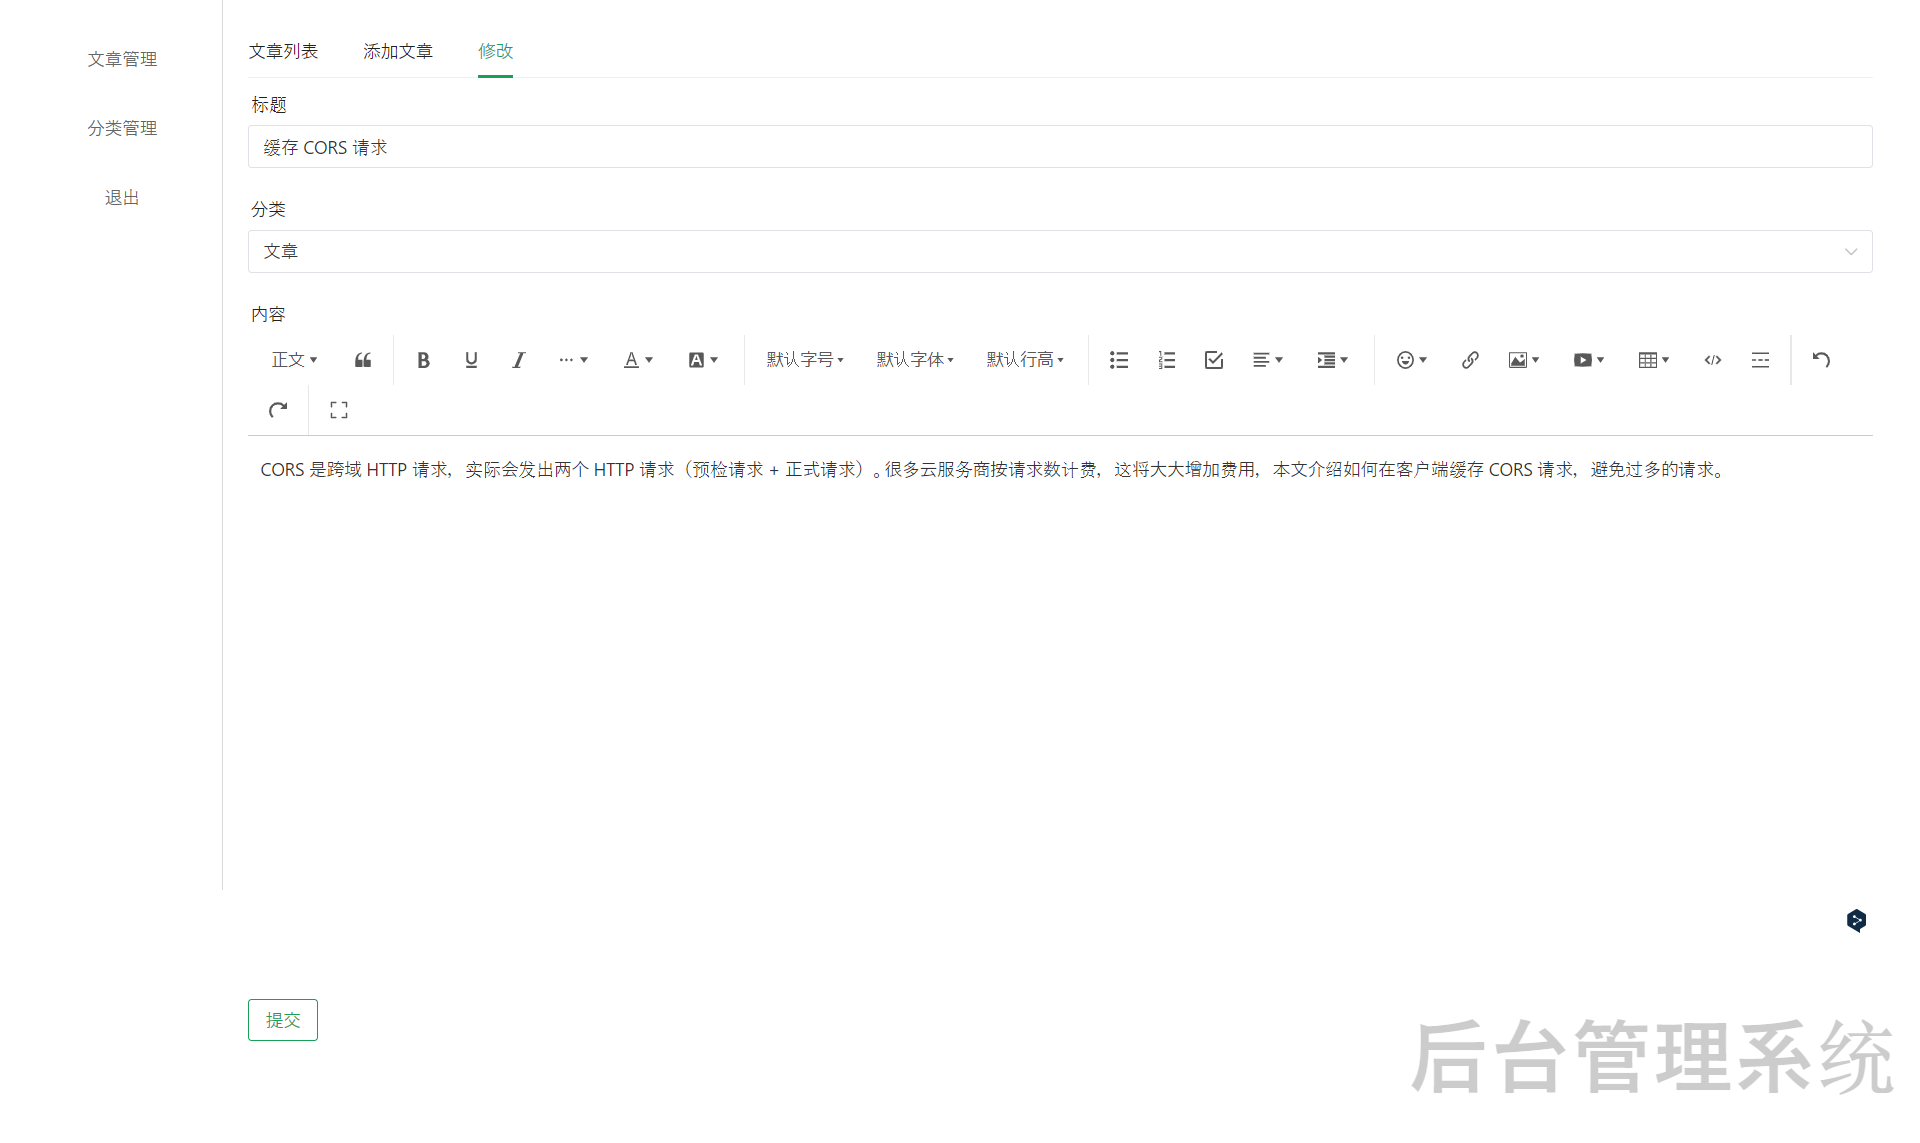 文章管理
分类管理
退出
文章列表 添加文章 修改
标题
缓存 CORS 请求
分类
文章
内容
正文 默认字号 默认字体 默认行高
CORS 是跨域 HTTP 请求，实际会发出两个 HTTP 请求（预检请求 + 正式请求）。很多云服务商按请求数计费，这将大大增加费用，本文介绍如何在客户端缓存 CORS 请求，避免过多的请求。
提交
后台管理系统